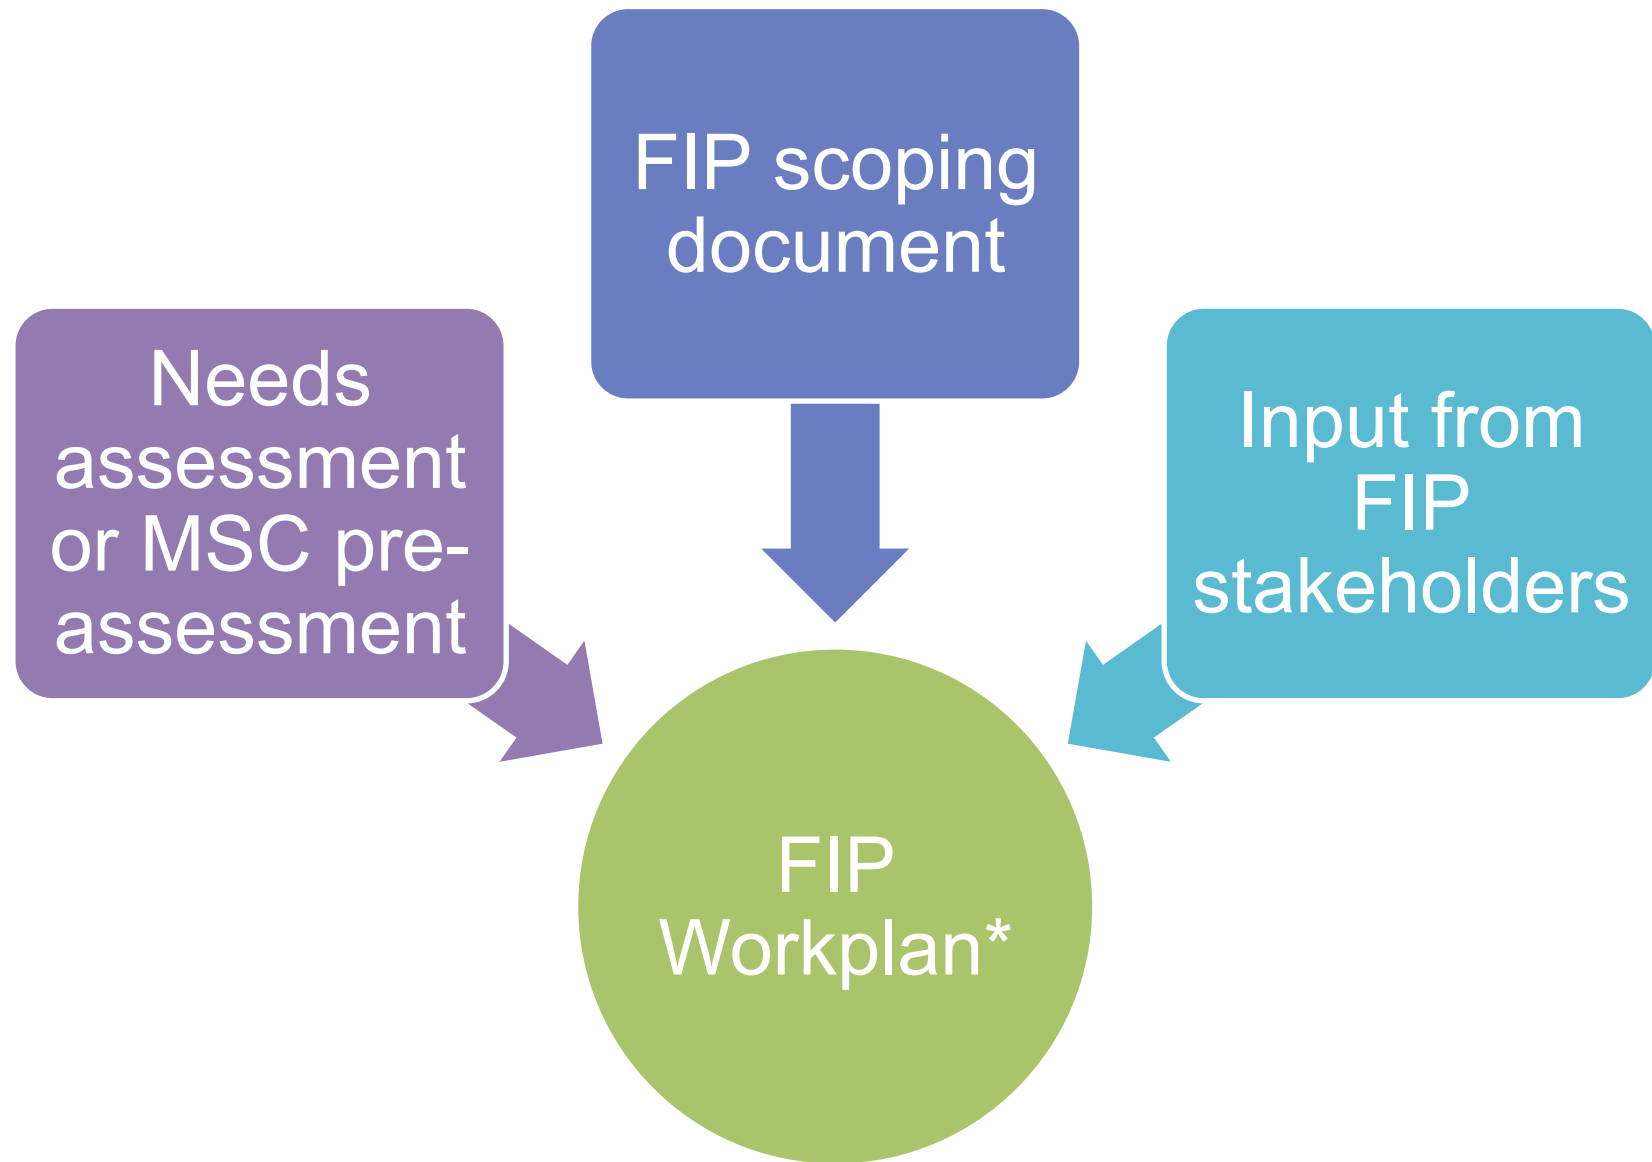 FIP scoping
document
Needs
assessment
or MSC pre-
assessment
Input from
FIP
stakeholders
FIP
Workplan*